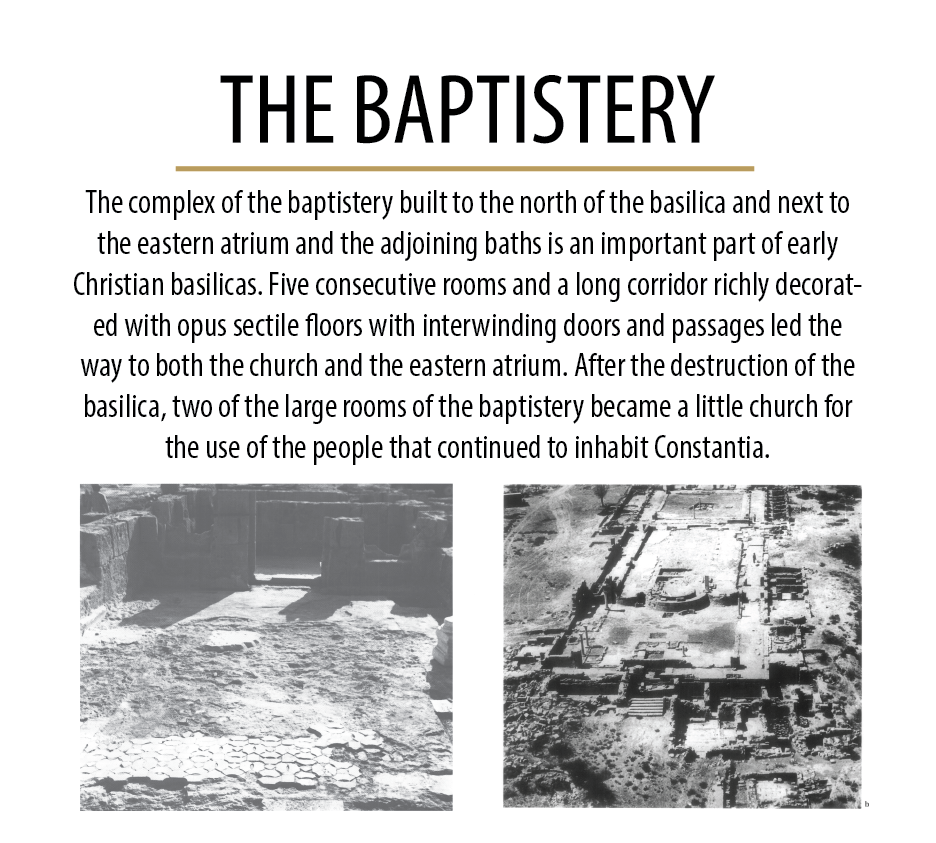 THE BAPTISTERY
The complex of the baptistery built to the north of the basilica and next to
the eastern atrium and the adjoining baths is an important part of early
Christian basilicas. Five consecutive rooms and a long corridor richly decorat-
ed with opus sectile floors with interwinding doors and passages led the
way to both the church and the eastern atrium. After the destruction of the
basilica, two of the large rooms of the baptistery became a little church for
the use of the people that continued to inhabit Constantia.
b